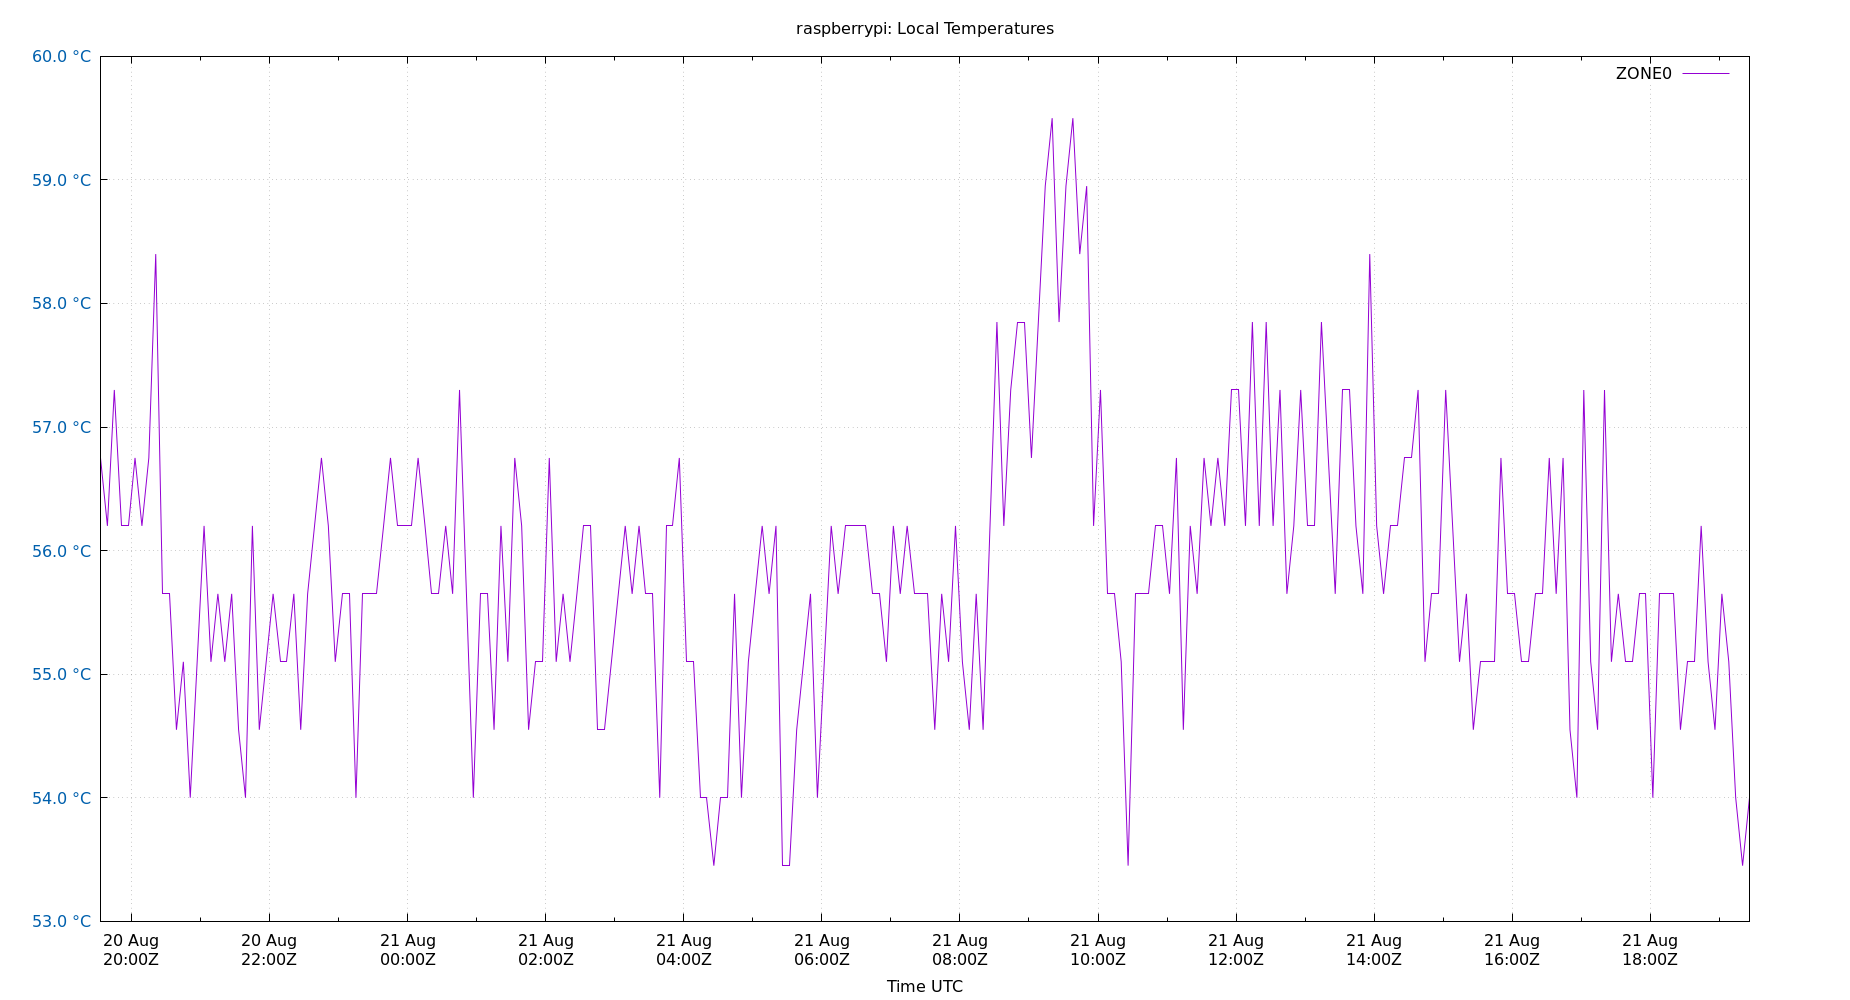 raspberrypi: Local Temperatures
60.0 °C
ZONE0
59.0 °C
58.0 °C
57.0 °C
56.0 °C
55.0 °C
54.0 °C
53.0 °C
20 Aug 20 Aug 21 Aug 21 Aug 21 Aug 21 Aug 21 Aug 21 Aug 21 Aug 21 Aug 21 Aug 21 Aug
20:00Z 22:00Z 00:00Z 02:00Z 04:00Z 06:00Z 08:00Z 10:00Z 12:00Z 14:00Z 16:00Z 18:00Z
Time UTC